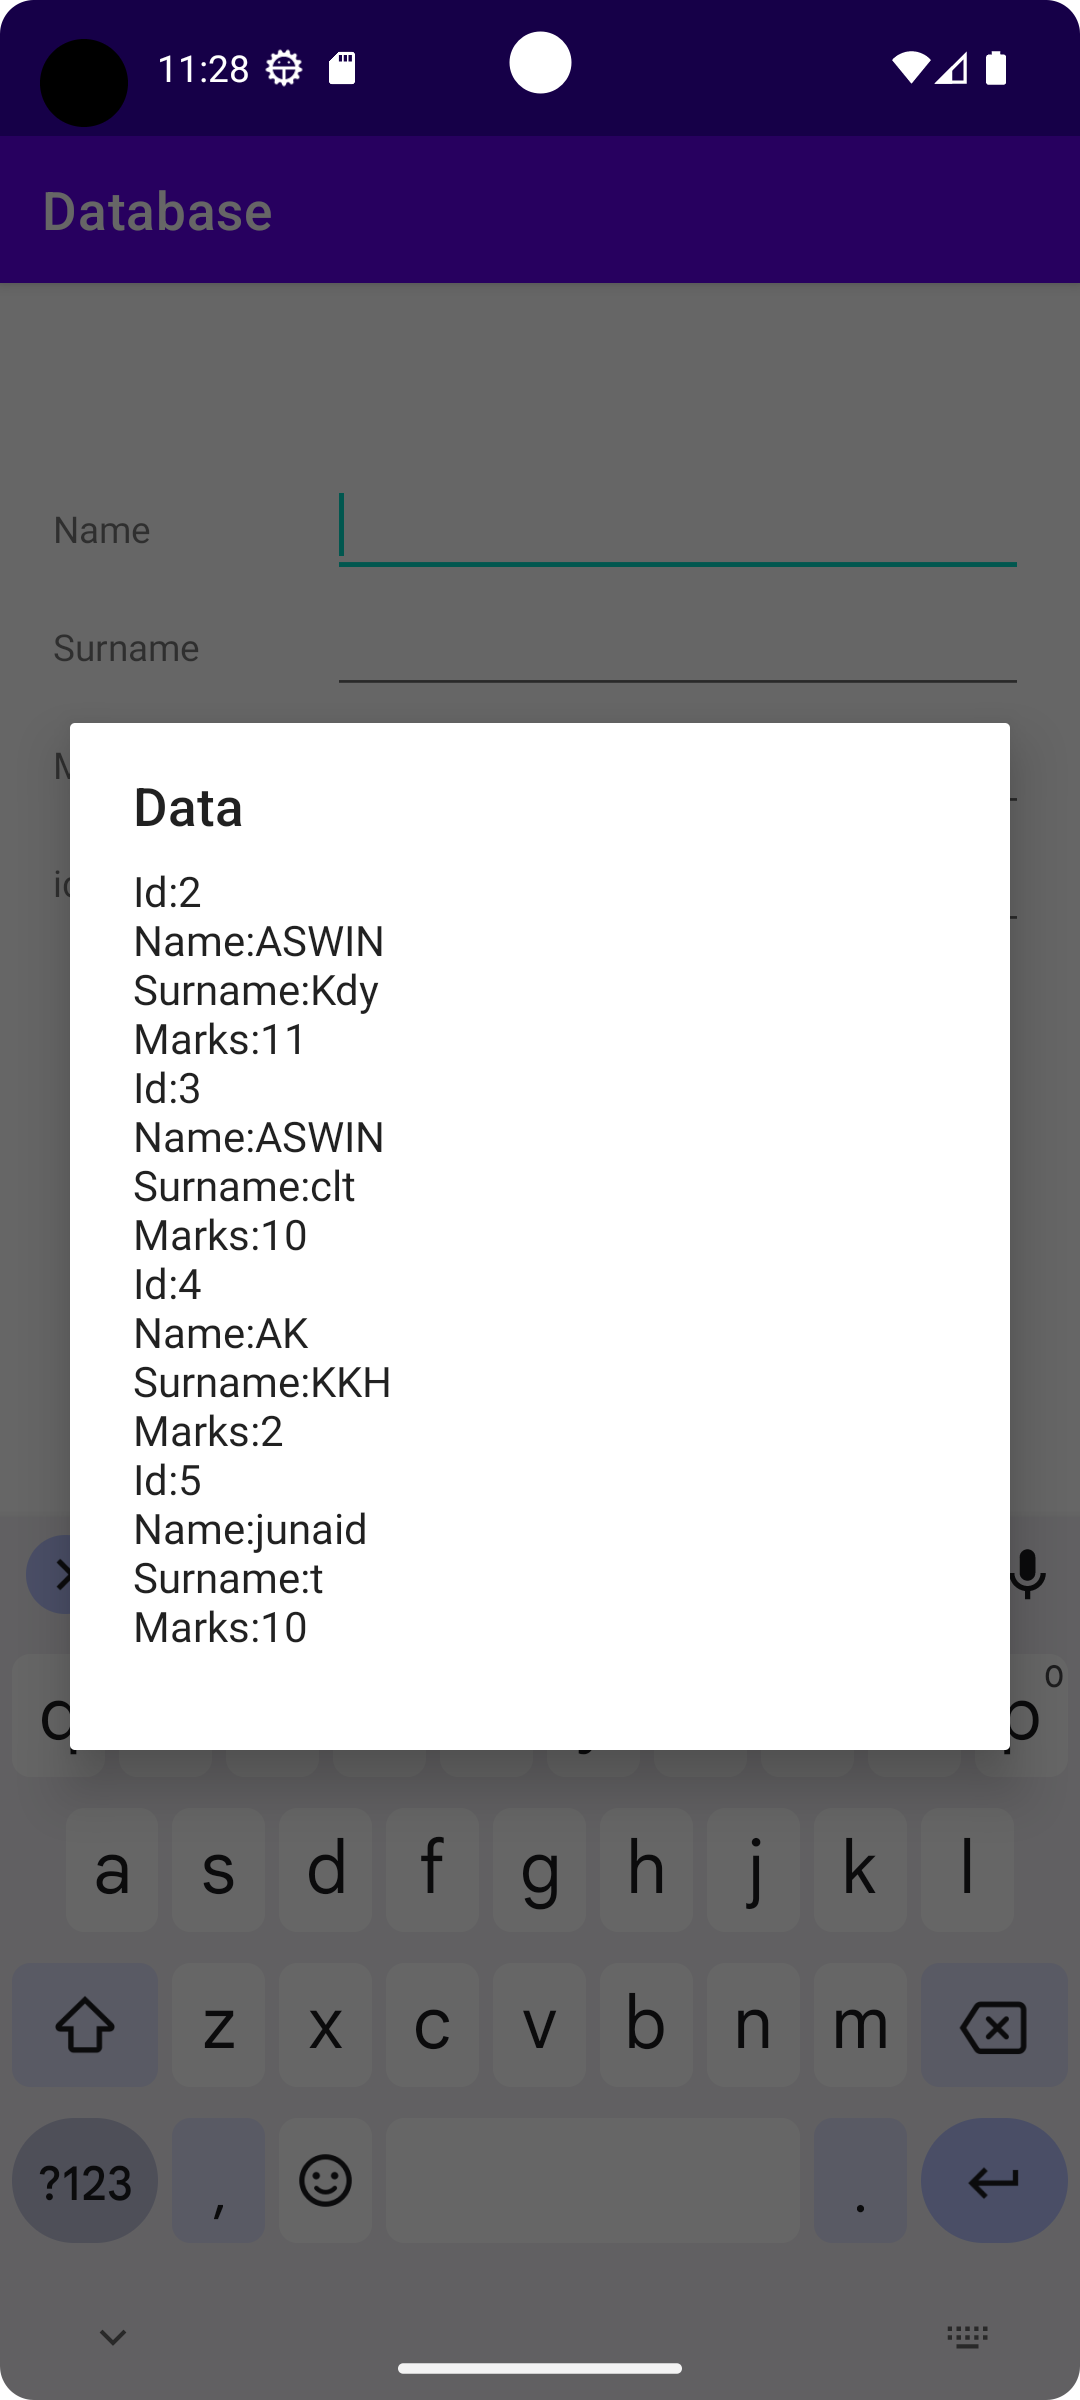 11:28
Database
Name
Surname
Data
Id:2
Name:ASWIN
Surname:Kdy
Marks:11
Id:3
Name:ASWIN
Surname:clt
Marks:10
Id:4
Name:AK
Surname:KKH
Marks:2
Id:5
Name:junaid
Surname:t
Marks:10
q p 0
a s d f g h j k l
z x c v b n m
?123 , .